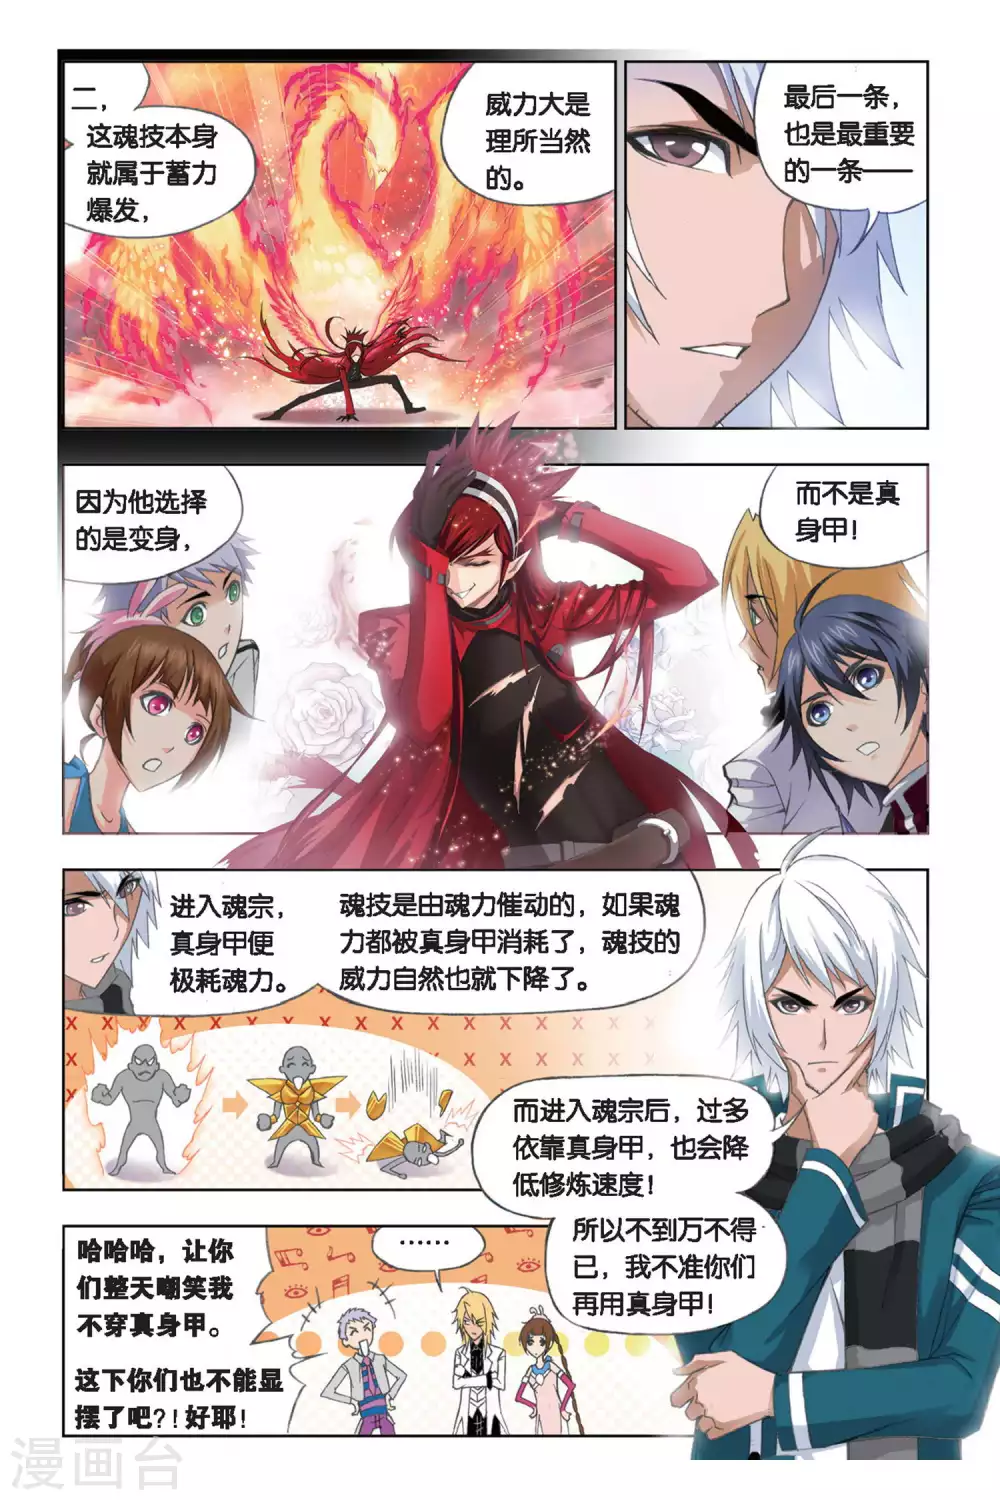 二，
这魂技本身
就属于蓄力
爆发，
威力大是
理所当然
的。
最后一条，
也是最重要
的一条——
因为他选择
的是变身，
而不是真
身甲！
进入魂宗，
真身甲便
极耗魂力。
魂技是由魂力催动的，如果魂
力都被真身甲消耗了，魂技的
威力自然也就下降了。
X X X X X X X X X X X X X
X X
X
而进入魂宗后，过多
依靠真身甲，也会降
低修炼速度！
所以不到万不得
已，我不准你们
再用真身甲！
哈哈哈，让你
们整天嘲笑我
不穿真身甲。
这下你们也不能显
摆了吧？！好耶！
……
漫画台